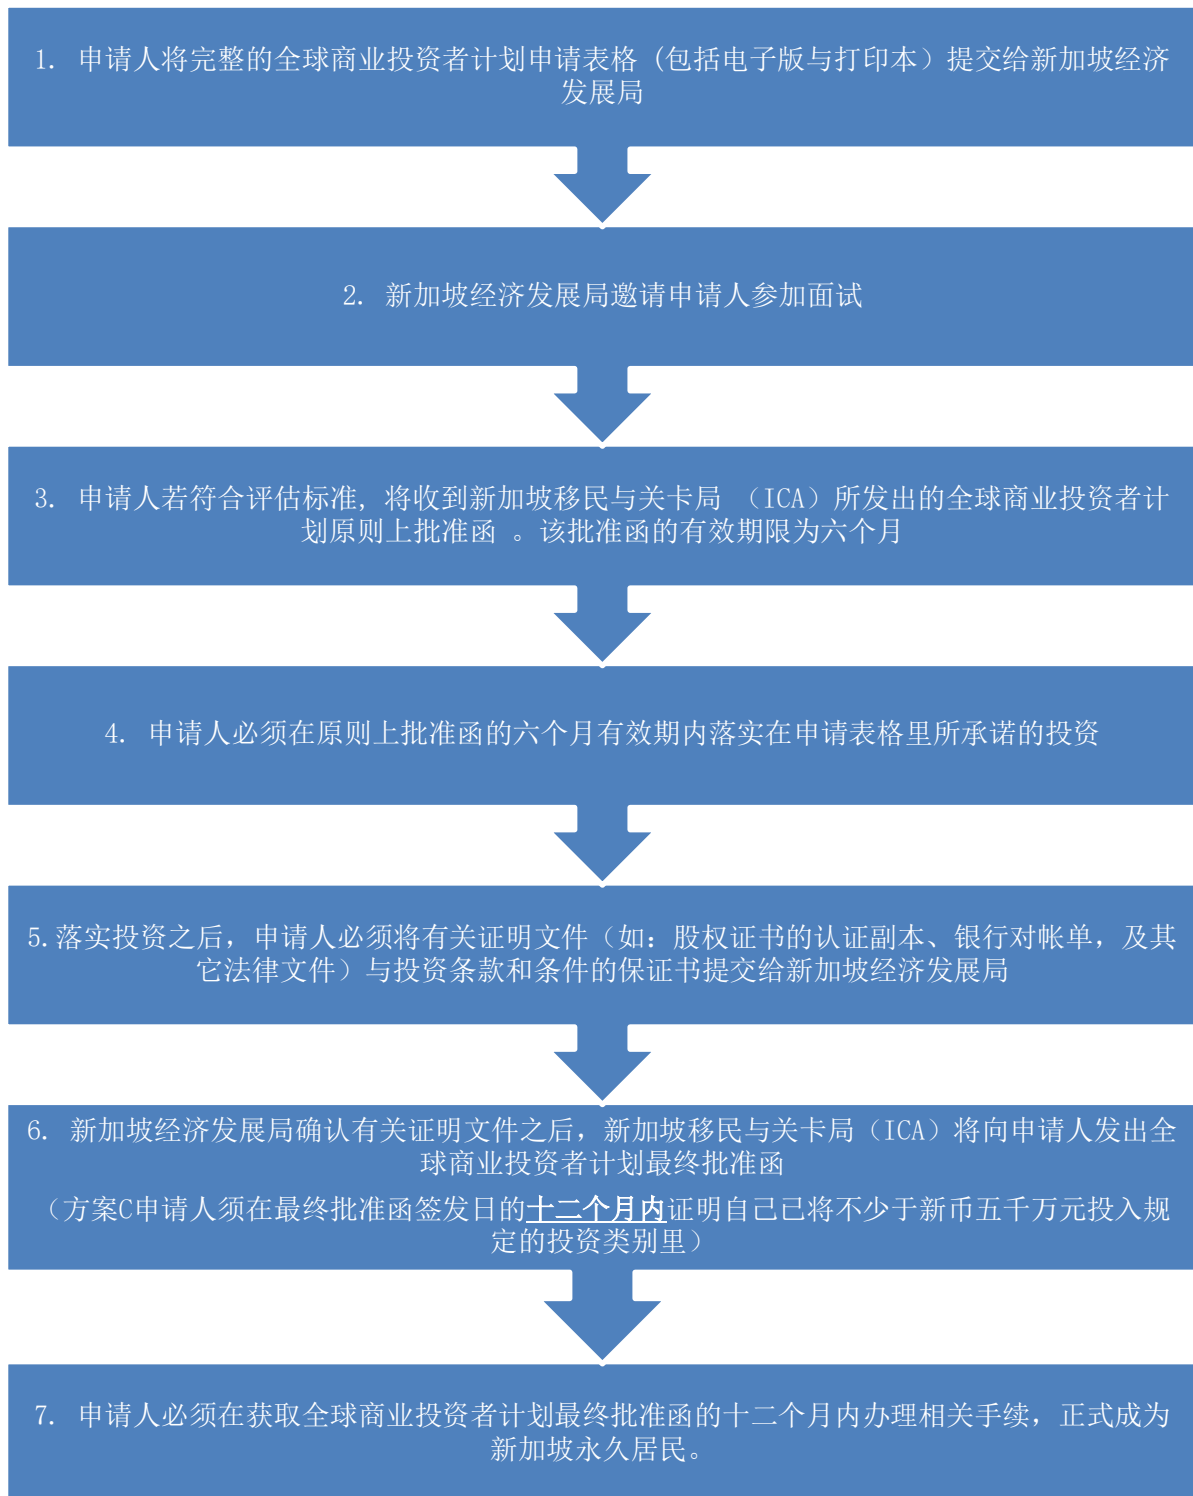 1. 申请人将完整的全球商业投资者计划申请表格 (包括电子版与打印本）提交给新加坡经济
发展局
2. 新加坡经济发展局邀请申请人参加面试
3. 申请人若符合评估标准, 将收到新加坡移民与关卡局 （ICA）所发出的全球商业投资者计
划原则上批准函 。该批准函的有效期限为六个月
4. 申请人必须在原则上批准函的六个月有效期内落实在申请表格里所承诺的投资
5.落实投资之后，申请人必须将有关证明文件（如：股权证书的认证副本、银行对帐单，及其
它法律文件）与投资条款和条件的保证书提交给新加坡经济发展局
6. 新加坡经济发展局确认有关证明文件之后，新加坡移民与关卡局（ICA）将向申请人发出全
球商业投资者计划最终批准函
（方案C申请人须在最终批准函签发日的十二个月内证明自己已将不少于新币五千万元投入规
定的投资类别里）
7. 申请人必须在获取全球商业投资者计划最终批准函的十二个月内办理相关手续，正式成为
新加坡永久居民。